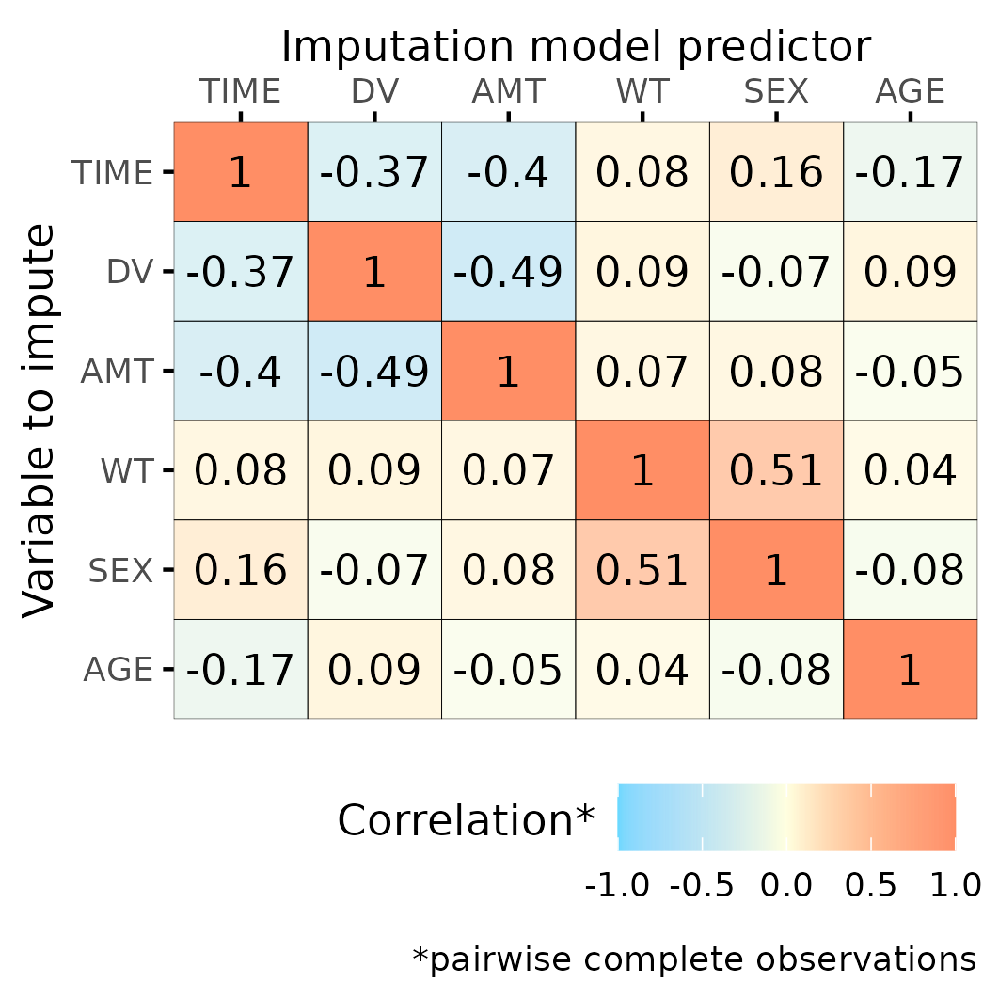 Imputation model predictor
TIME DV AMT WT SEX AGE
Variable to impute
TIME 1 -0.37 -0.4 0.08 0.16 -0.17
DV -0.37 1 -0.49 0.09 -0.07 0.09
AMT -0.4 -0.49 1 0.07 0.08 -0.05
WT 0.08 0.09 0.07 1 0.51 0.04
SEX 0.16 -0.07 0.08 0.51 1 -0.08
AGE -0.17 0.09 -0.05 0.04 -0.08 1
Correlation*
-1.0 -0.5 0.0 0.5 1.0
*pairwise complete observations